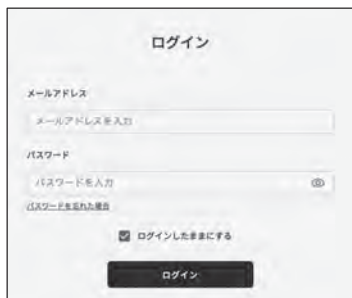 ログイン
メールアドレス
メールアドレスを入力
パスワード
パスワードを入力
パスワードを忘れた場合
ログインしたままにする
ログイン